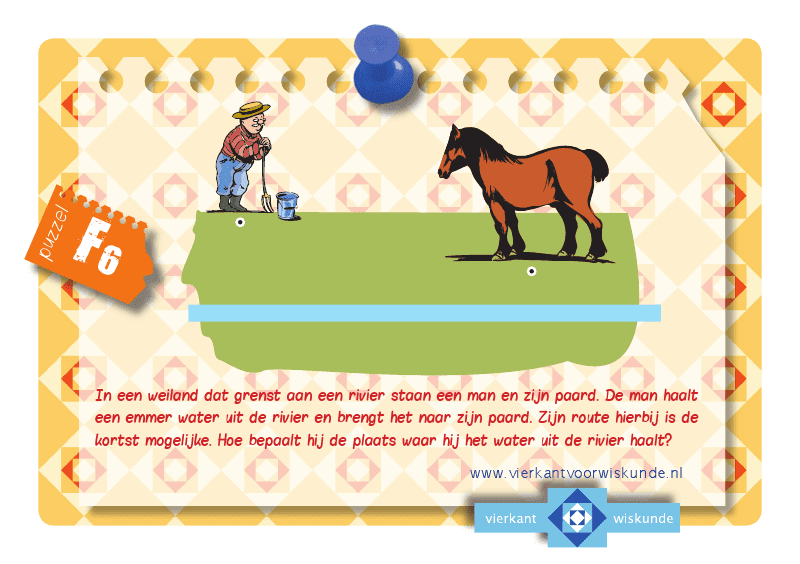 puzzel
F6
In een weiland dat grenst aan een rivier staan een man en zijn paard. De man haalt
een emmer water uit de rivier en brengt het naar zijn paard. Zijn route hierbij is de
kortst mogelijke. Hoe bepaalt hij de plaats waar hij het water uit de rivier haalt?
www.vierkantvoorwiskunde.nl
vierkant wiskunde